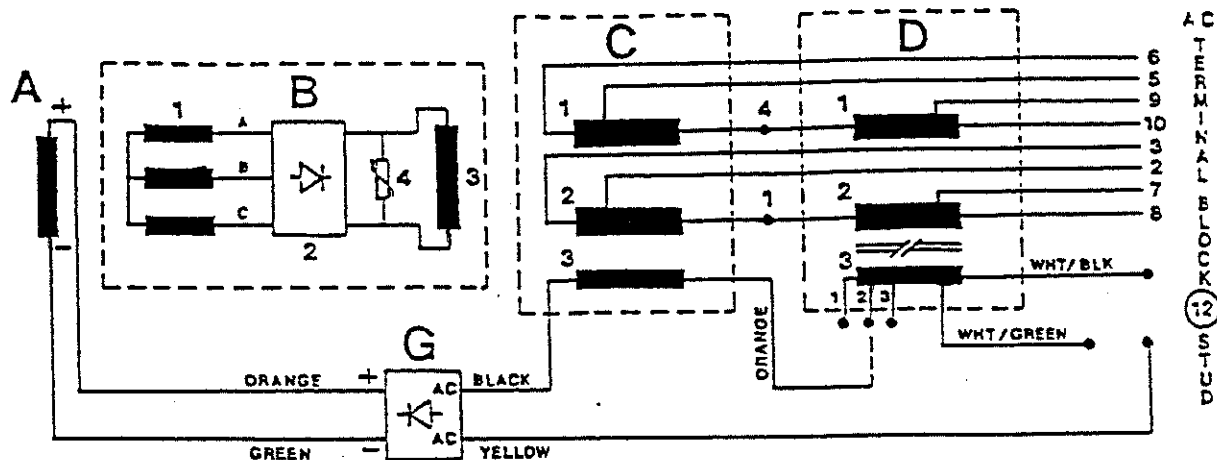 A
+
-
B
1
A
B
C
2
4
3
C
1
2
3
4
1
D
1
2
3
1 2 3
6
5
9
10
3
2
7
8
WHT/BLK
WHT/GREEN
ORANGE
G
ORANGE + AC BLACK
GREEN - AC YELLOW
AC TERMINAL BLOCK 12 STUD